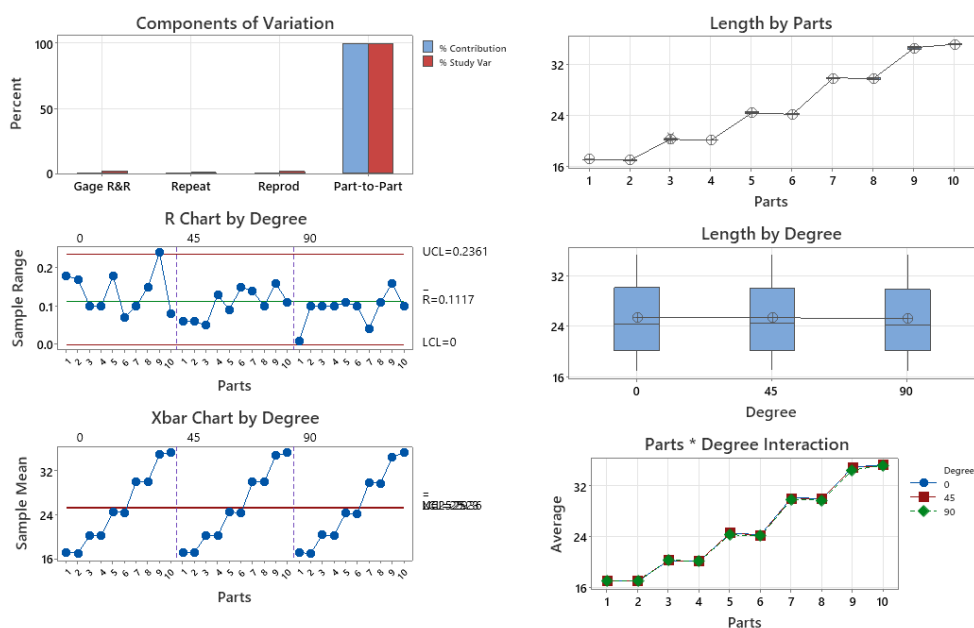 Components of Variation
Percent
100
50
0
Gage R&R Repeat Reprod Part-to-Part
% Contribution
% Study Var
R Chart by Degree
0 45 90
Sample Range
0.2
0.1
0.0
1 2 3 4 5 6 7 8 9 10 1 2 3 4 5 6 7 8 9 10 1 2 3 4 5 6 7 8 9 10
Parts
UCL=0.2361
R=0.1117
LCL=0
Xbar Chart by Degree
0 45 90
Sample Mean
32
24
16
1 2 3 4 5 6 7 8 9 10 1 2 3 4 5 6 7 8 9 10 1 2 3 4 5 6 7 8 9 10
Parts
Length by Parts
32
24
16
1 2 3 4 5 6 7 8 9 10
Parts
Length by Degree
32
24
16
0 45 90
Degree
Parts * Degree Interaction
Average
32
24
16
1 2 3 4 5 6 7 8 9 10
Parts
Degree
0
45
90